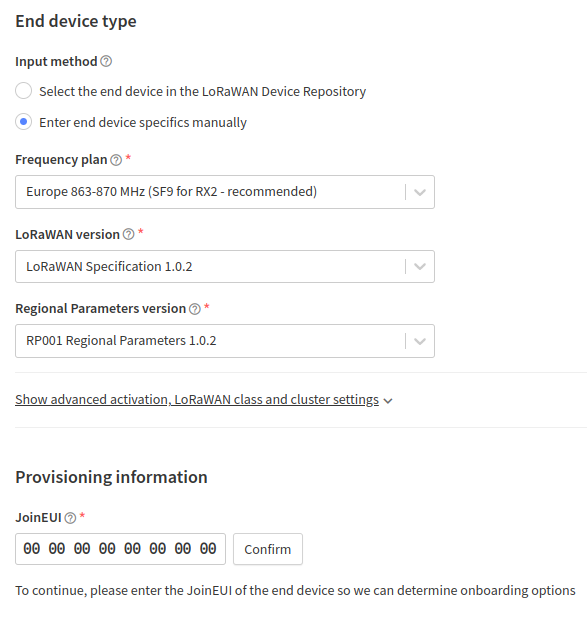 End device type
Input method
Select the end device in the LoRaWAN Device Repository
Enter end device specifics manually
Frequency plan *
Europe 863-870 MHz (SF9 for RX2 - recommended)
LoRaWAN version *
LoRaWAN Specification 1.0.2
Regional Parameters version *
RP001 Regional Parameters 1.0.2
Show advanced activation, LoRaWAN class and cluster settings
Provisioning information
JoinEUI *
00 00 00 00 00 00 00 00 Confirm
To continue, please enter the JoinEUI of the end device so we can determine onboarding options